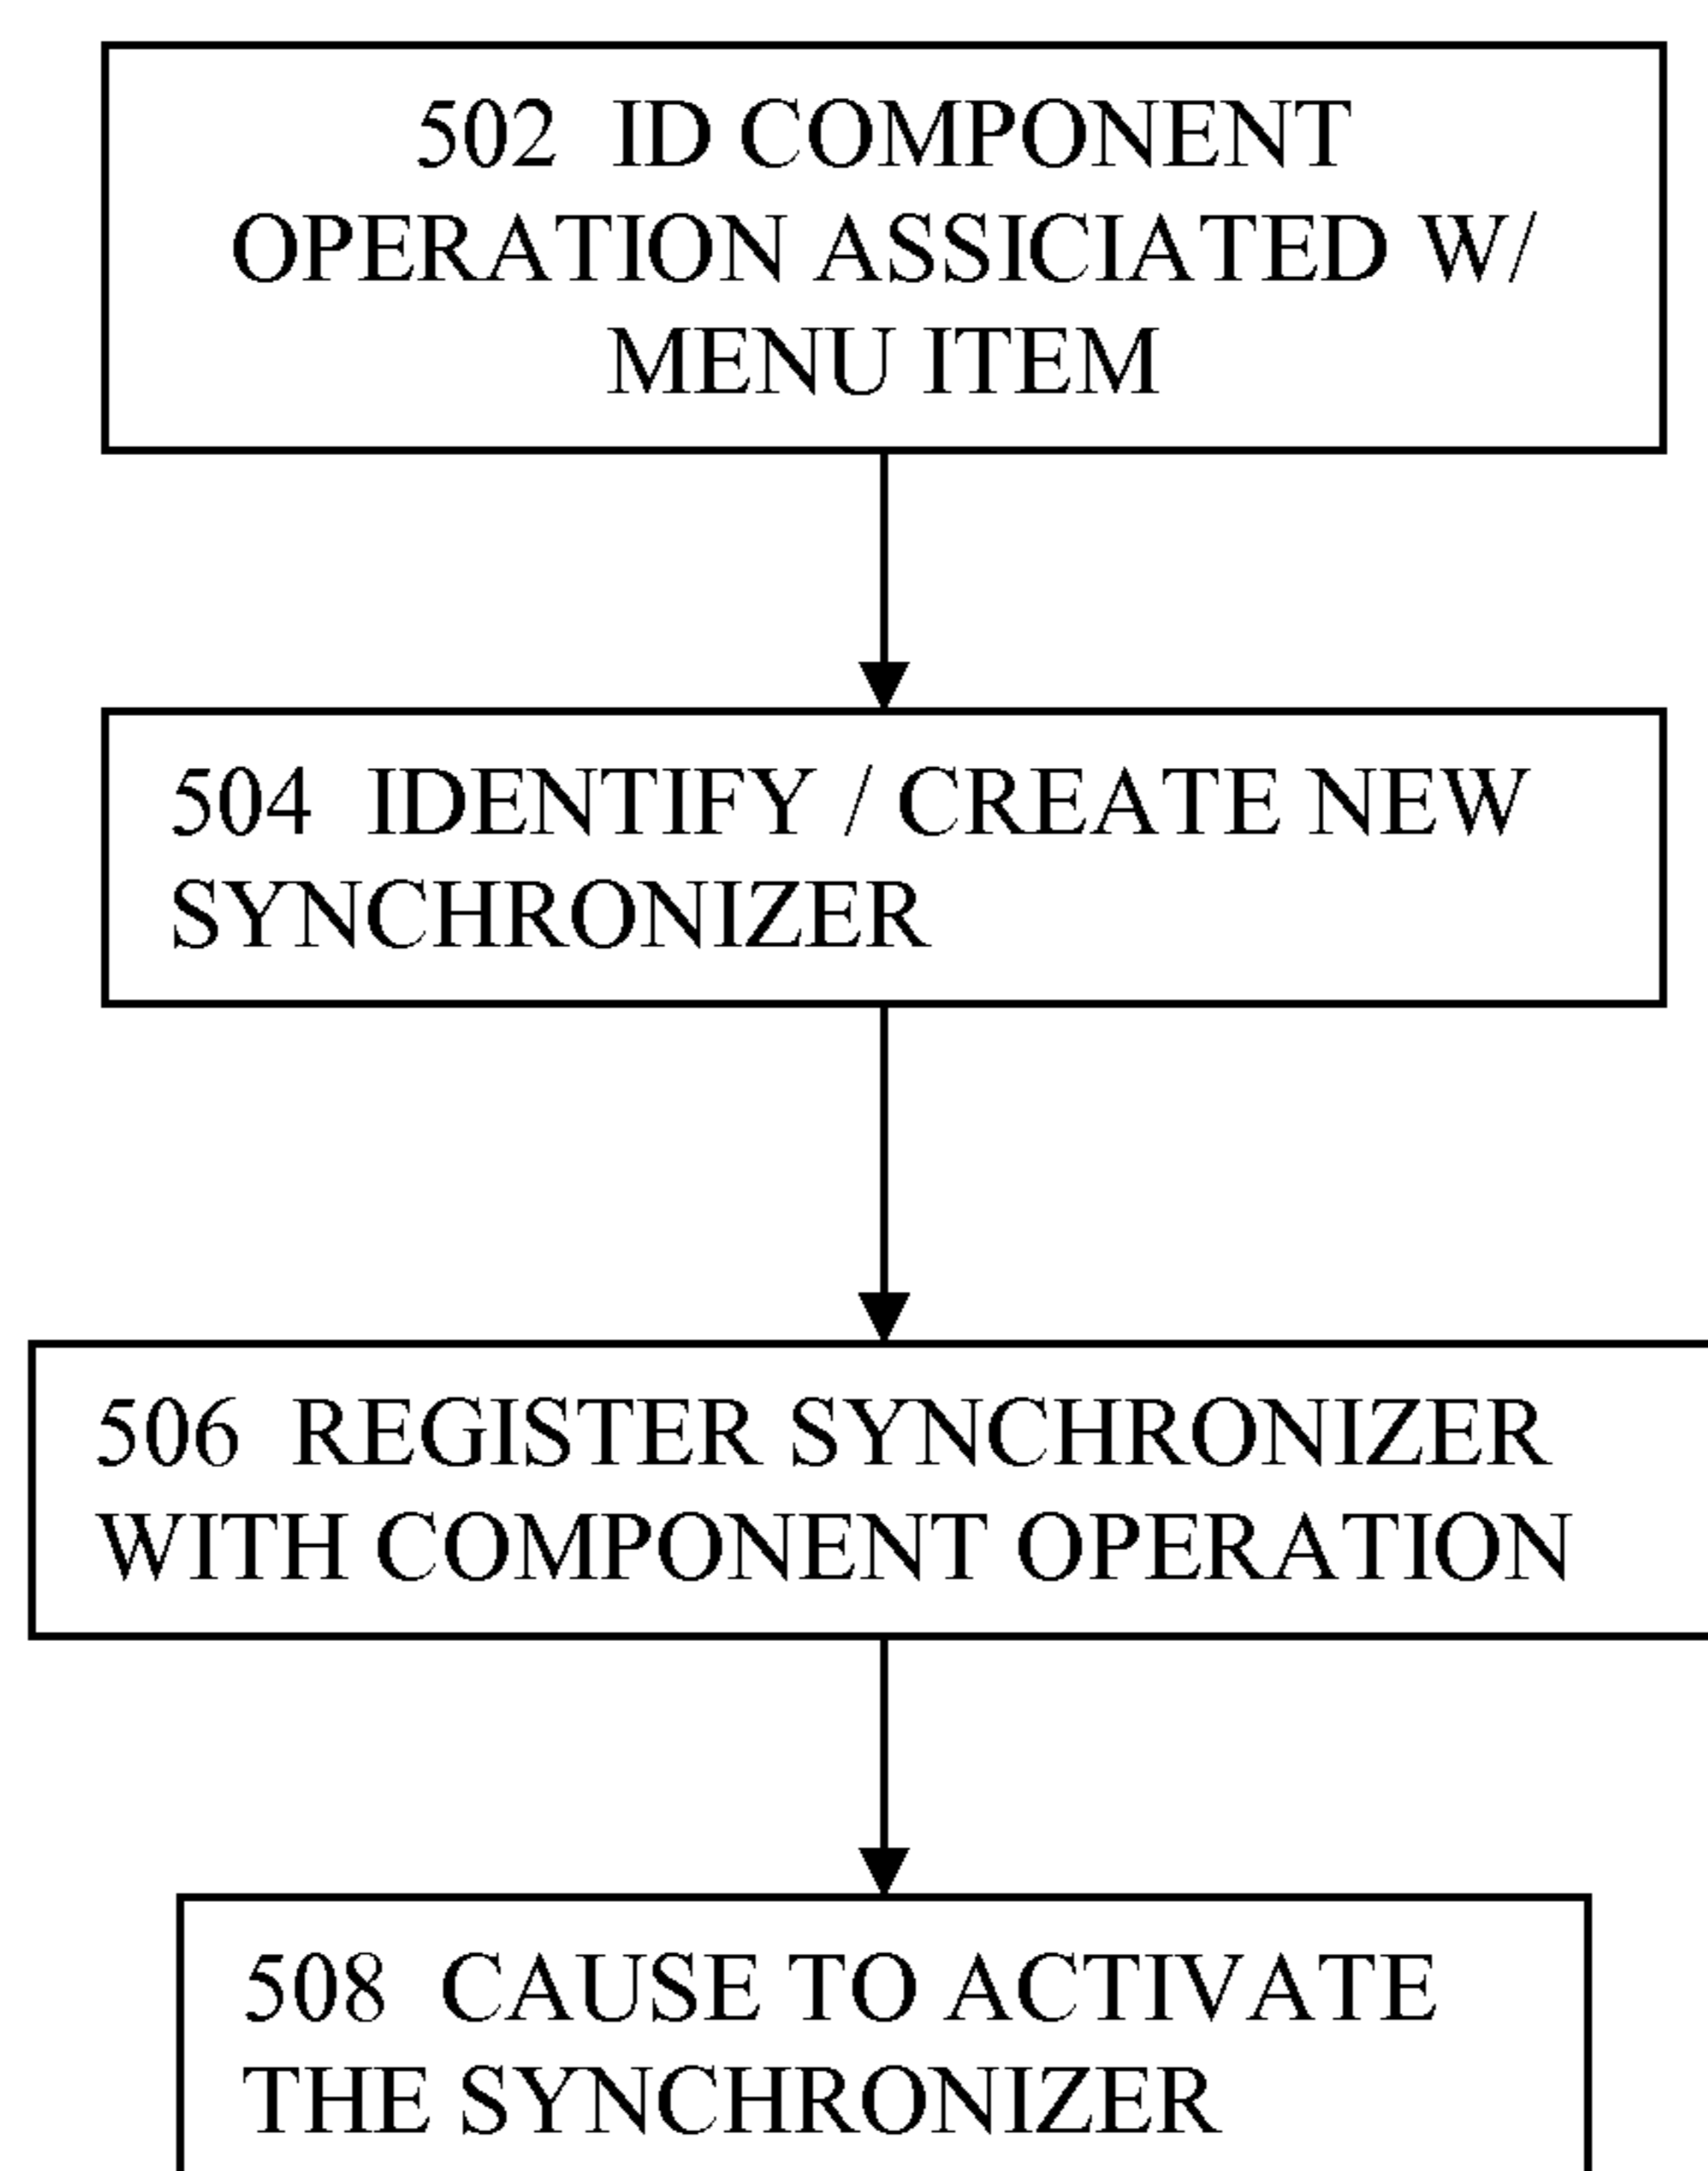 502 ID COMPONENT
OPERATION ASSICIATED W/
MENU ITEM
504 IDENTIFY / CREATE NEW
SYNCHRONIZER
506 REGISTER SYNCHRONIZER
WITH COMPONENT OPERATION
508 CAUSE TO ACTIVATE
THE SYNCHRONIZER